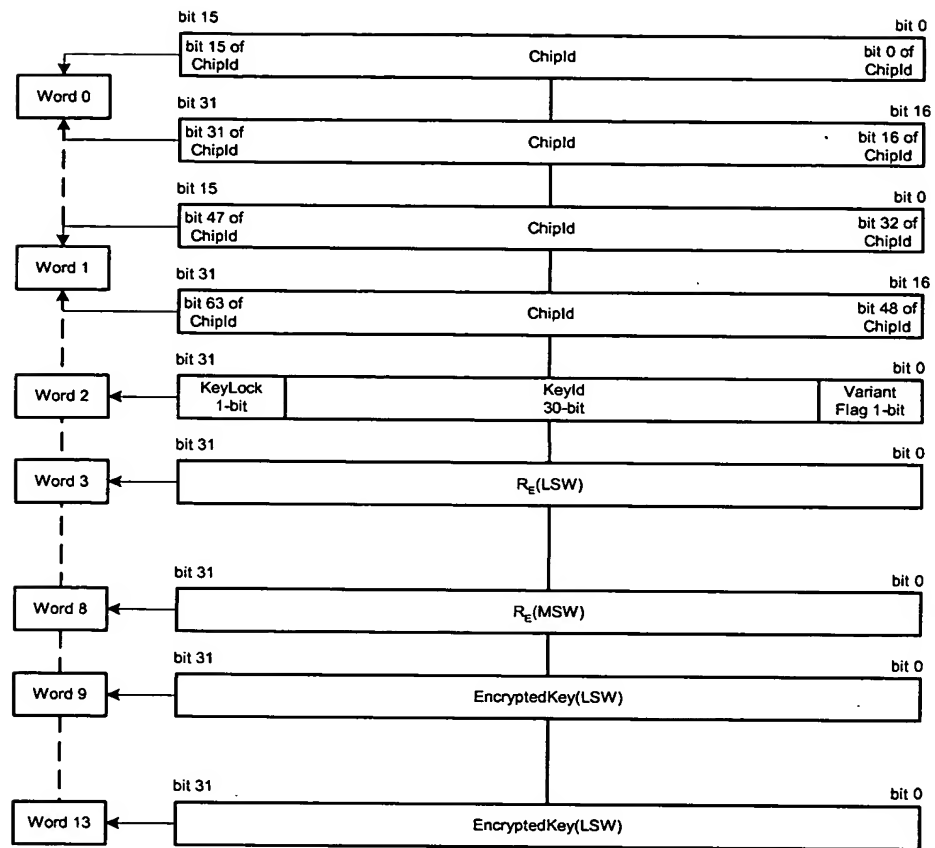 bit 15 bit 0
bit 15 of ChipId bit 0 of
ChipId ChipId
Word 0
bit 31 bit 16
bit 31 of ChipId bit 16 of
ChipId ChipId
bit 15 bit 0
bit 47 of ChipId bit 32 of
ChipId ChipId
Word 1
bit 31 bit 16
bit 63 of ChipId bit 48 of
ChipId ChipId
bit 31 bit 0
Word 2 KeyLock KeyId Variant
1-bit 30-bit Flag 1-bit
bit 31 bit 0
Word 3 RE(LSW)
bit 31 bit 0
Word 8 RE(MSW)
bit 31 bit 0
Word 9 EncryptedKey(LSW)
bit 31 bit 0
Word 13 EncryptedKey(LSW)